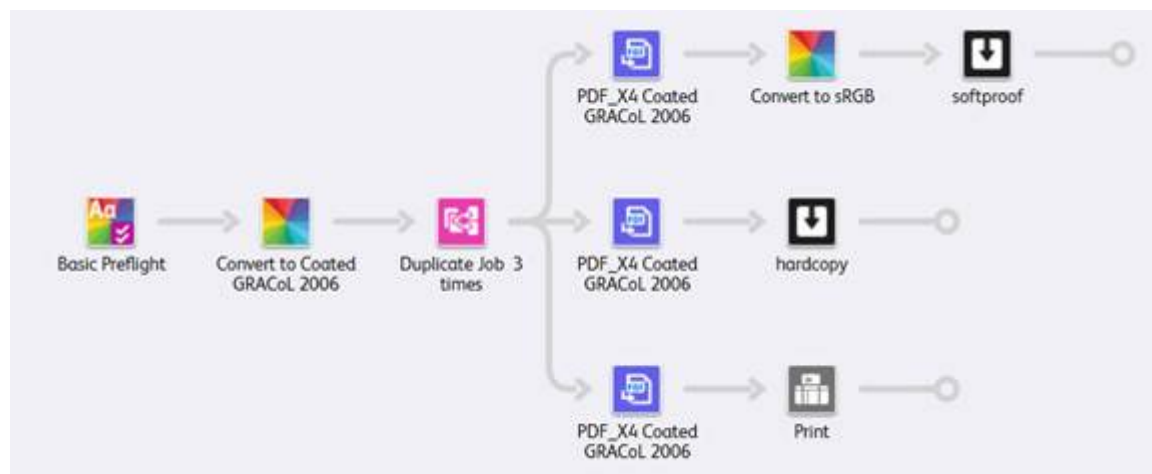 PDF_X4 Coated
GRACoL 2006
Convert to sRGB
softproof
Aa
Basic Preflight
Convert to Coated
GRACoL 2006
Duplicate Job 3
times
PDF_X4 Coated
GRACoL 2006
hardcopy
PDF_X4 Coated
GRACoL 2006
Print